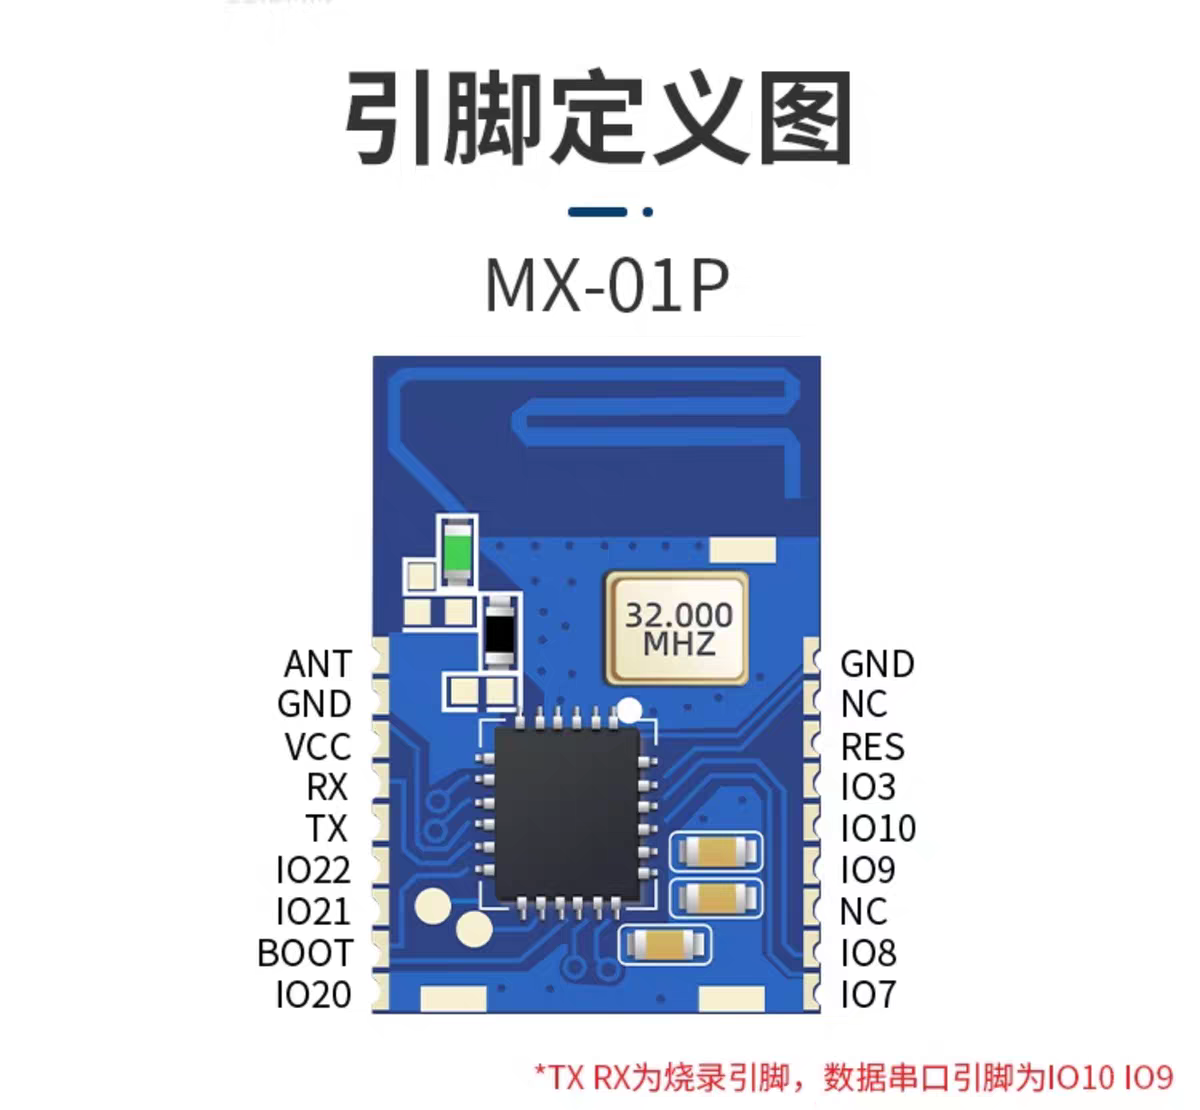 引脚定义图
MX-01P
32.000
MHZ
ANT
GND
VCC
RX
TX
IO22
IO21
BOOT
IO20
GND
NC
RES
IO3
IO10
IO9
NC
IO8
IO7
*TX RX为烧录引脚，数据串口引脚为IO10 IO9